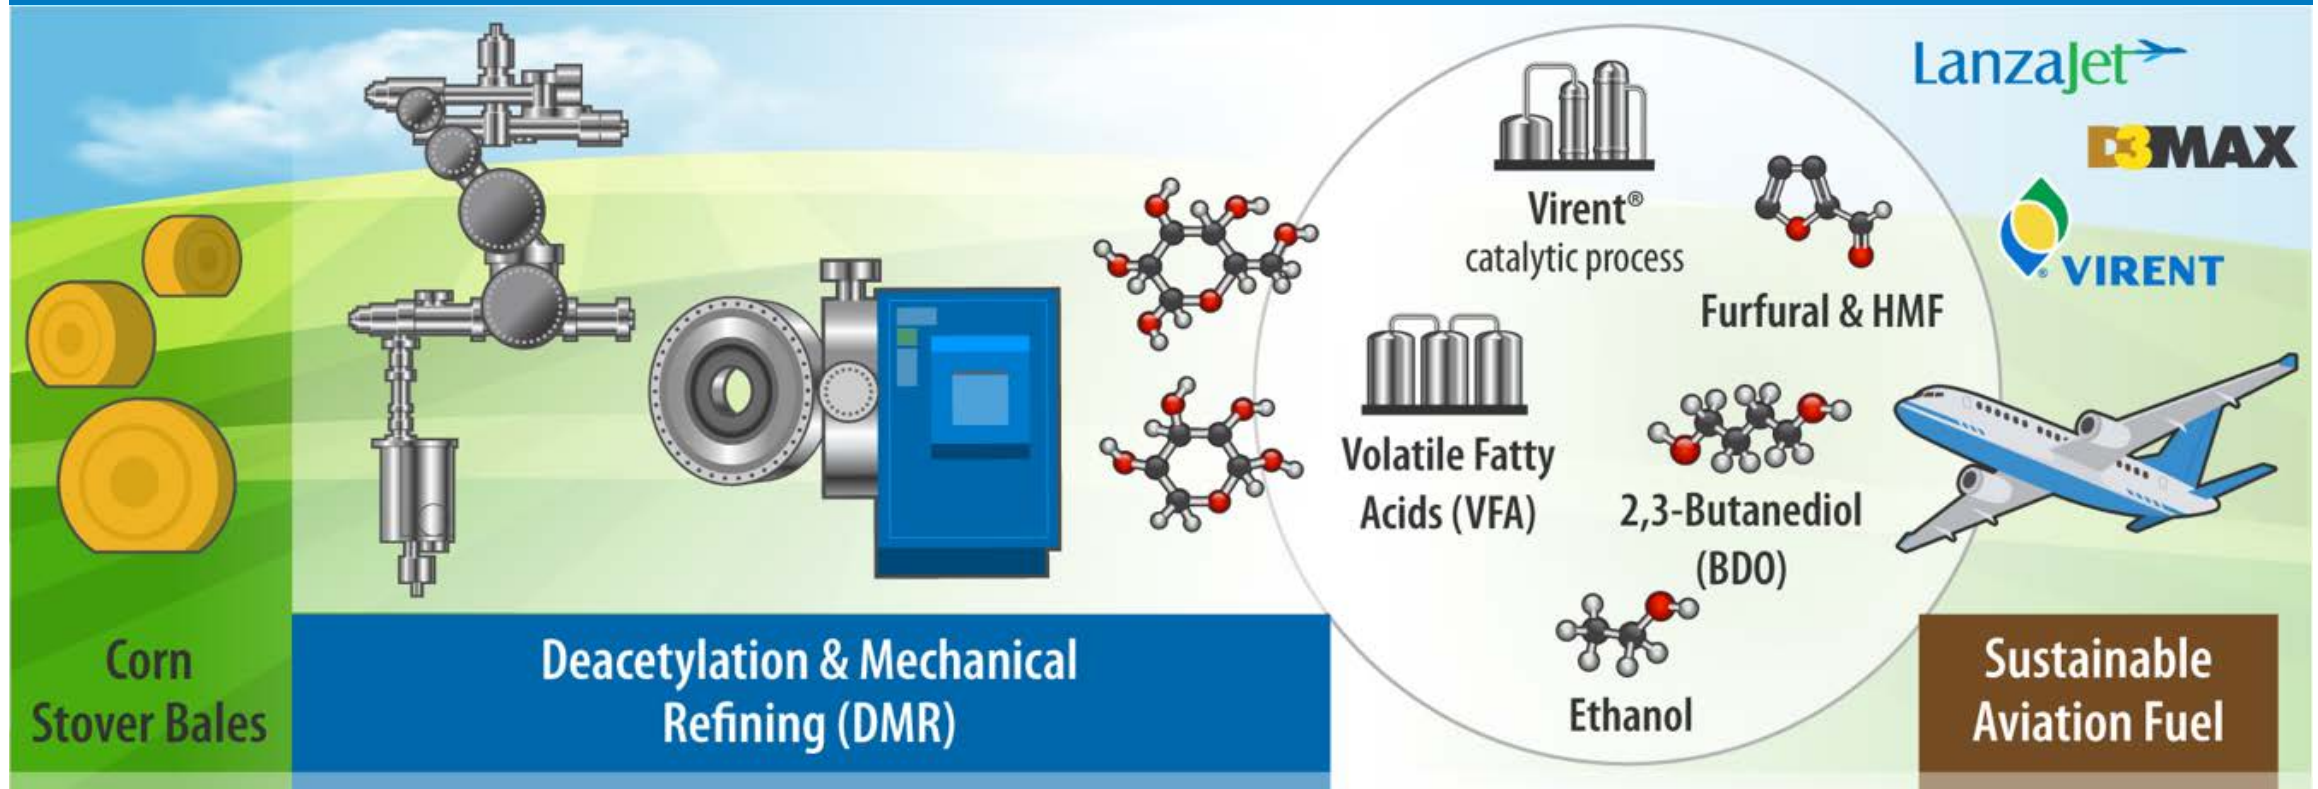 Corn
Stover Bales
Deacetylation & Mechanical
Refining (DMR)
Virent®
catalytic process
Furfural & HMF
Volatile Fatty
Acids (VFA)
2,3-Butanediol
(BDO)
Ethanol
LanzaJet
D3MAX
® VIRENT
Sustainable
Aviation Fuel